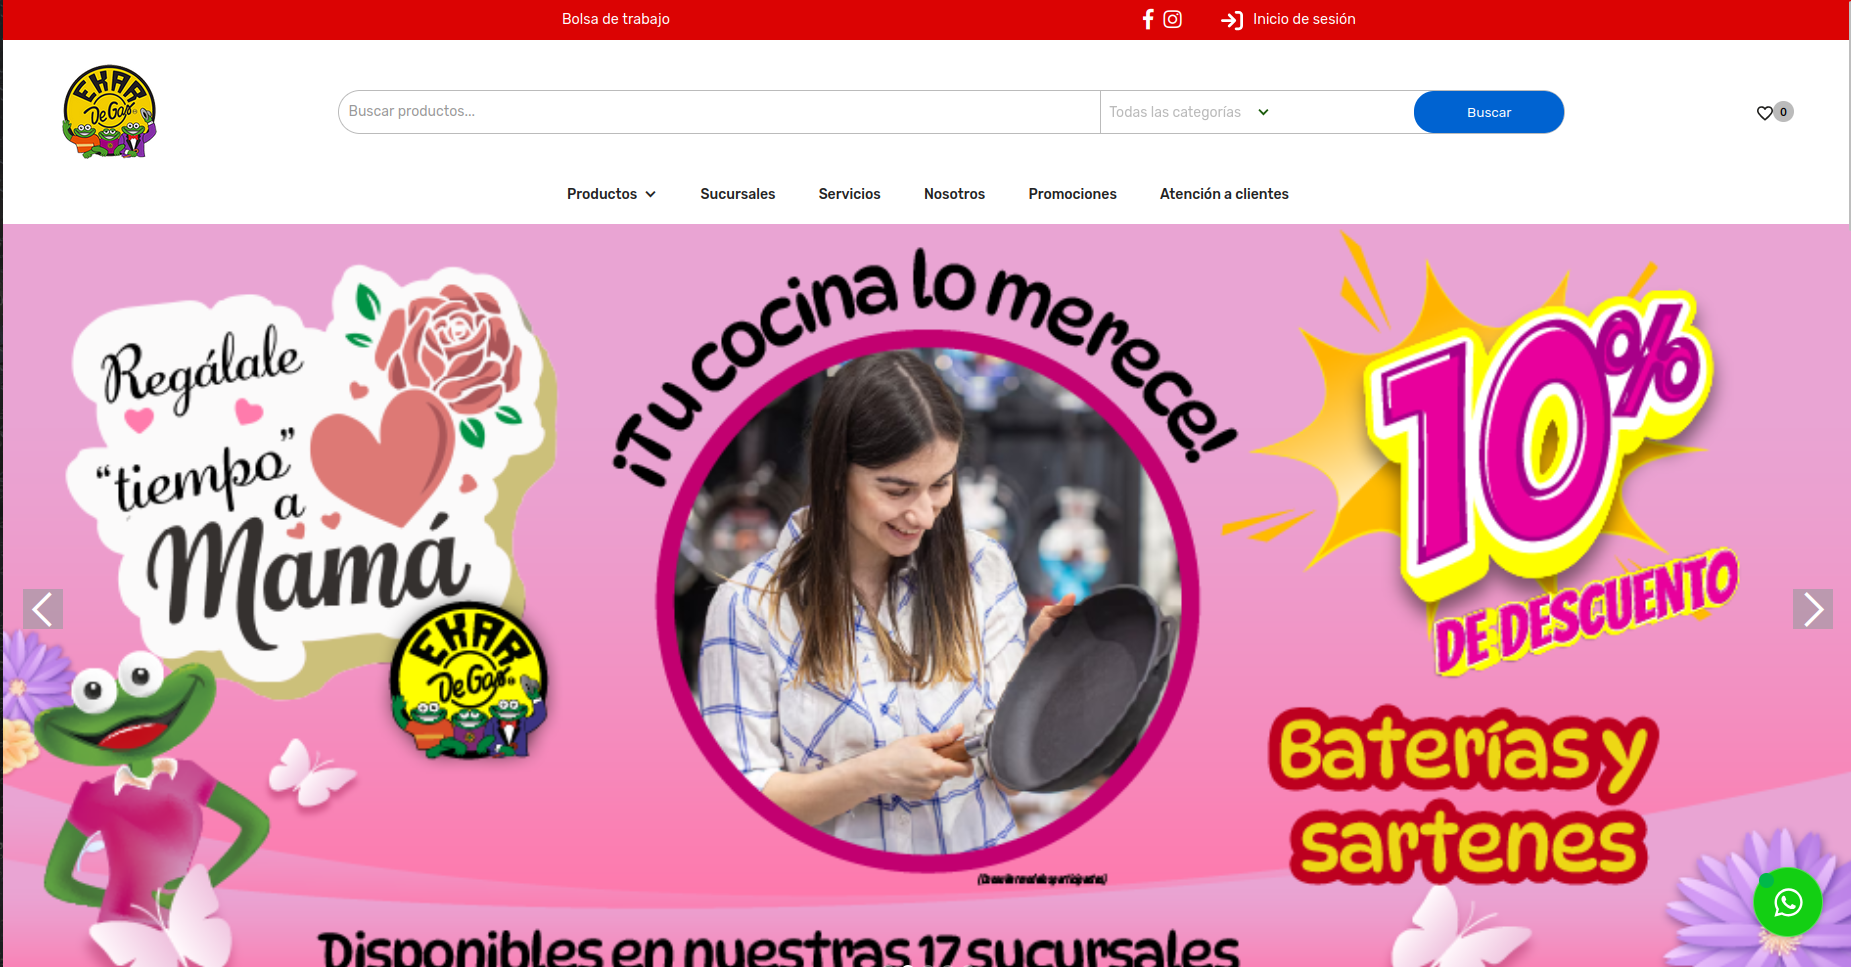 Bolsa de trabajo
Inicio de sesión
EKAR
De Gas
Buscar productos...
Todas las categorías
Buscar
0
Productos
Sucursales
Servicios
Nosotros
Promociones
Atención a clientes
Regálale
“tiempo”
a
Mamá
EKAR
De Gas
¡Tu cocina lo merece!
10%
DE DESCUENTO
Baterías y
sartenes
Disponibles en nuestras 17 sucursales